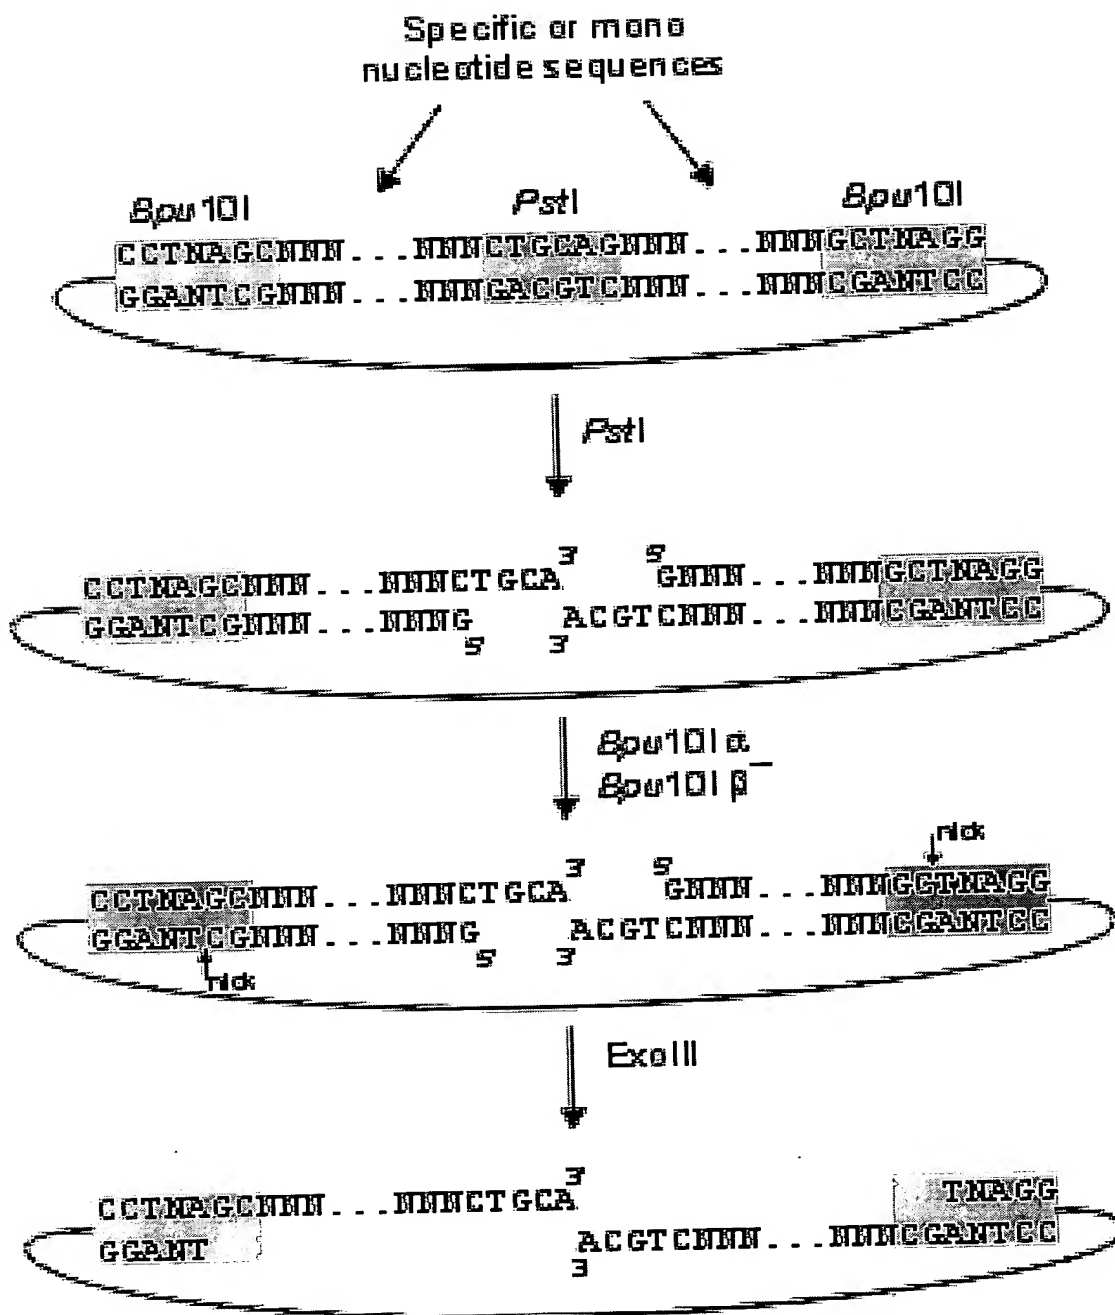 Specific or mono
nucleotide sequences
Bpu10I PstI Bpu10I
CCTNAGCNNN...NNNCTGCAGNNN...NNNGCTNAGG
GGANTCGNNN...NNNGACGTCNNN...NNNCGANTCC
PstI
3' 5'
CCTNAGCNNN...NNNCTGCA GNNN...NNNGCTNAGG
GGANTCGNNN...NNNG ACGTCNNN...NNNCGANTCC
5' 3'
Bpu10I α
Bpu10I β⁻
nick
3' 5'
CCTNAGCNNN...NNNCTGCA GNNN...NNNGCTNAGG
GGANTCGNNN...NNNG ACGTCNNN...NNNCGANTCC
5' 3'
nick
ExoIII
3'
CCTNAGCNNN...NNNCTGCA TNAGG
GGANT ACGTCNNN...NNNCGANTCC
3